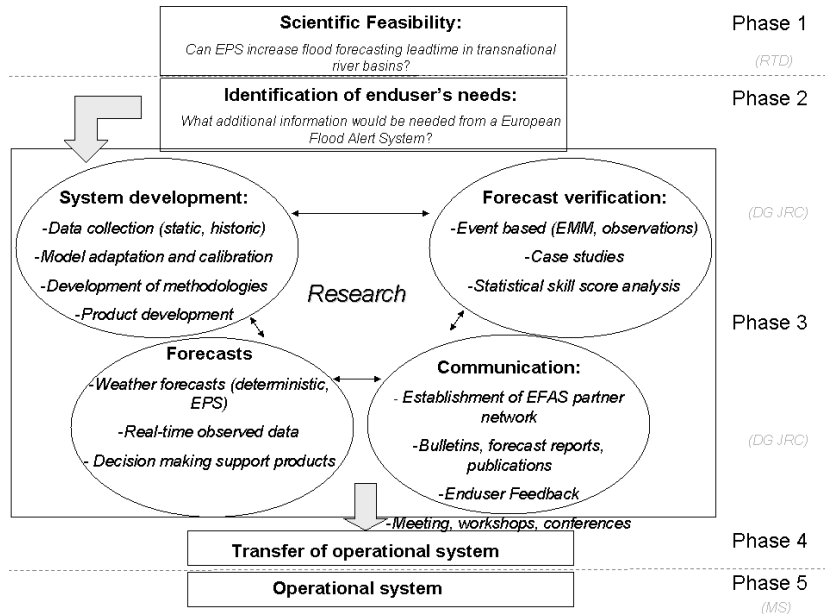 Scientific Feasibility:
Can EPS increase flood forecasting leadtime in transnational
river basins?
Phase 1
(RTD)
Identification of enduser's needs:
What additional information would be needed from a European
Flood Alert System?
Phase 2
(DG JRC)
System development:
-Data collection (static, historic)
-Model adaptation and calibration
-Development of methodologies
-Product development
Forecast verification:
-Event based (EMM, observations)
-Case studies
-Statistical skill score analysis
Research
Phase 3
Forecasts
-Weather forecasts (deterministic,
EPS)
-Real-time observed data
- Decision making support products
Communication:
- Establishment of EFAS partner
network
-Bulletins, forecast reports,
publications
-Enduser Feedback
-Meeting, workshops, conferences
(DG JRC)
Transfer of operational system
Phase 4
Operational system
Phase 5
(MS)